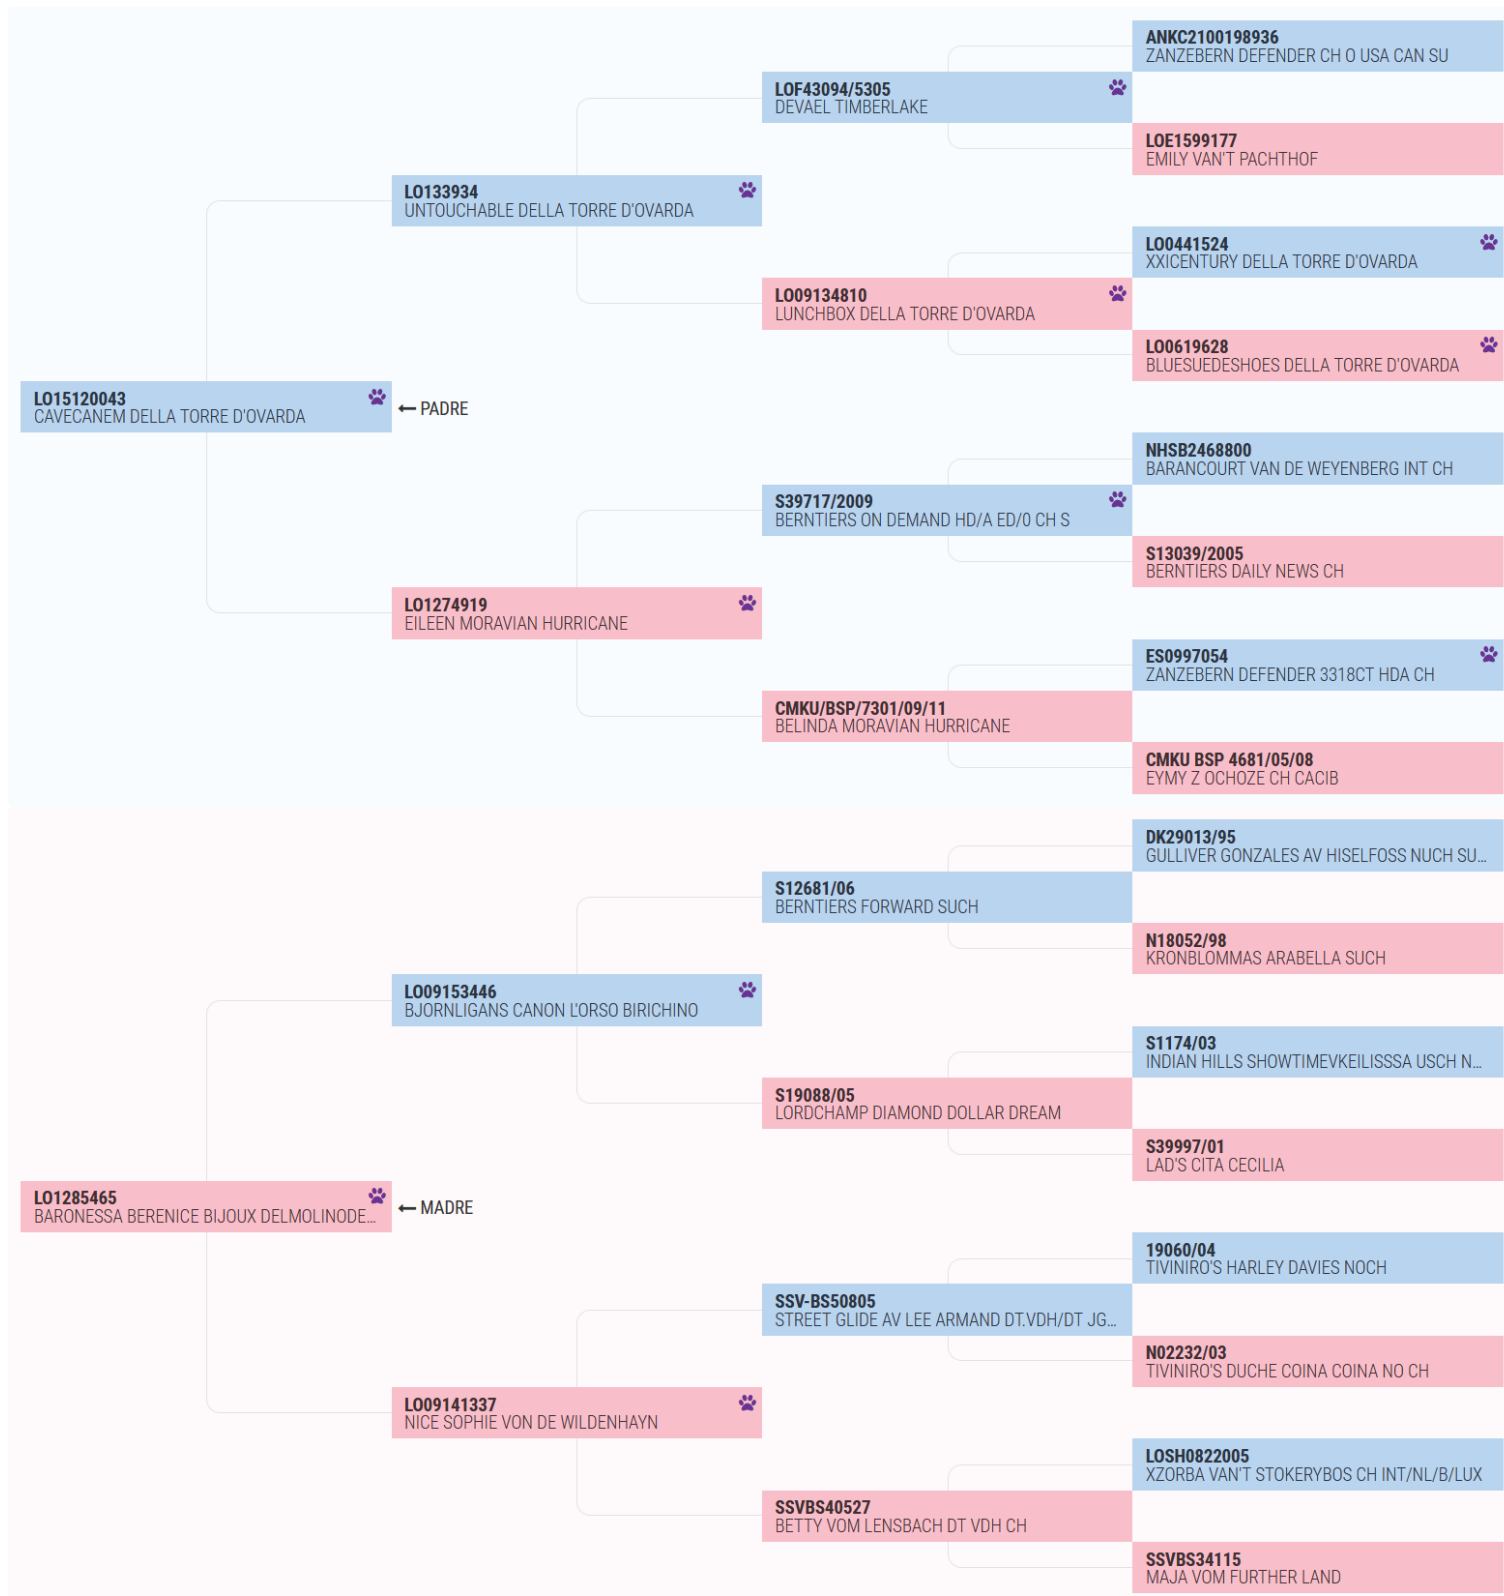 ANKC2100198936
ZANZEBERN DEFENDER CH O USA CAN SU
LOF43094/5305
DEVAEL TIMBERLAKE
LOE1599177
EMILY VAN'T PACHTHOF
LO133934
UNTOUCHABLE DELLA TORRE D'OVARDA
LO0441524
XXICENTURY DELLA TORRE D'OVARDA
LO09134810
LUNCHBOX DELLA TORRE D'OVARDA
LO0619628
BLUESUEDESHOES DELLA TORRE D'OVARDA
LO15120043
CAVECANEM DELLA TORRE D'OVARDA
← PADRE
NHSB2468800
BARANCOURT VAN DE WEYENBERG INT CH
S39717/2009
BERNTIERS ON DEMAND HD/A ED/0 CH S
S13039/2005
BERNTIERS DAILY NEWS CH
LO1274919
EILEEN MORAVIAN HURRICANE
ES0997054
ZANZEBERN DEFENDER 3318CT HDA CH
CMKU/BSP/7301/09/11
BELINDA MORAVIAN HURRICANE
CMKU BSP 4681/05/08
EYMY Z OCHOZE CH CACIB
DK29013/95
GULLIVER GONZALES AV HISELFOSS NUCH SU...
S12681/06
BERNTIERS FORWARD SUCH
N18052/98
KRONBLOMMAS ARABELLA SUCH
LO09153446
BJORNLIGANS CANON L'ORSO BIRICHINO
S1174/03
INDIAN HILLS SHOWTIMEVKEILISSSA USCH N...
S19088/05
LORDCHAMP DIAMOND DOLLAR DREAM
S39997/01
LAD'S CITA CECILIA
LO1285465
BARONESSA BERENICE BIJOUX DELMOLINODE...
← MADRE
19060/04
TIVINIRO'S HARLEY DAVIES NOCH
SSV-BS50805
STREET GLIDE AV LEE ARMAND DT.VDH/DT JG...
N02232/03
TIVINIRO'S DUCHE COINA COINA NO CH
LO09141337
NICE SOPHIE VON DE WILDENHAYN
LOSH0822005
XZORBA VAN'T STOKERYBOS CH INT/NL/B/LUX
SSVBS40527
BETTY VOM LENSBACH DT VDH CH
SSVBS34115
MAJA VOM FURTHER LAND